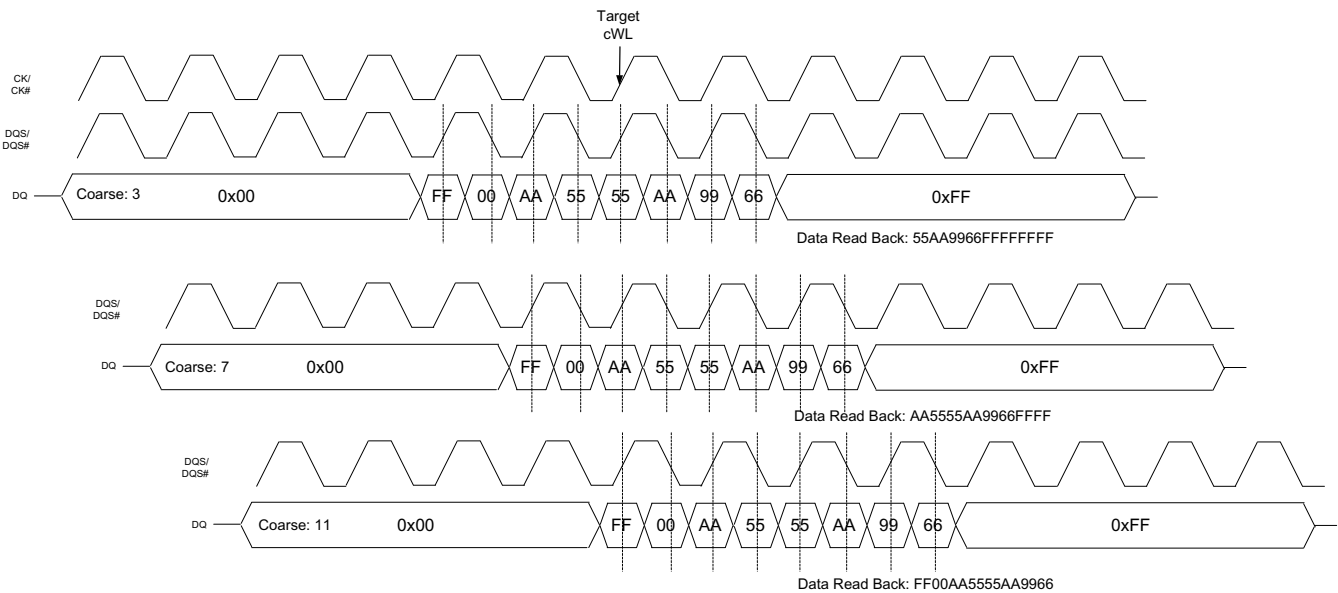 Target
cWL
CK/
CK#
DQS/
DQS#
DQ Coarse: 3 0x00 FF 00 AA 55 55 AA 99 66 0xFF
Data Read Back: 55AA9966FFFFFFFF
DQS/
DQS#
DQ Coarse: 7 0x00 FF 00 AA 55 55 AA 99 66 0xFF
Data Read Back: AA5555AA9966FFFF
DQS/
DQS#
DQ Coarse: 11 0x00 FF 00 AA 55 55 AA 99 66 0xFF
Data Read Back: FF00AA5555AA9966